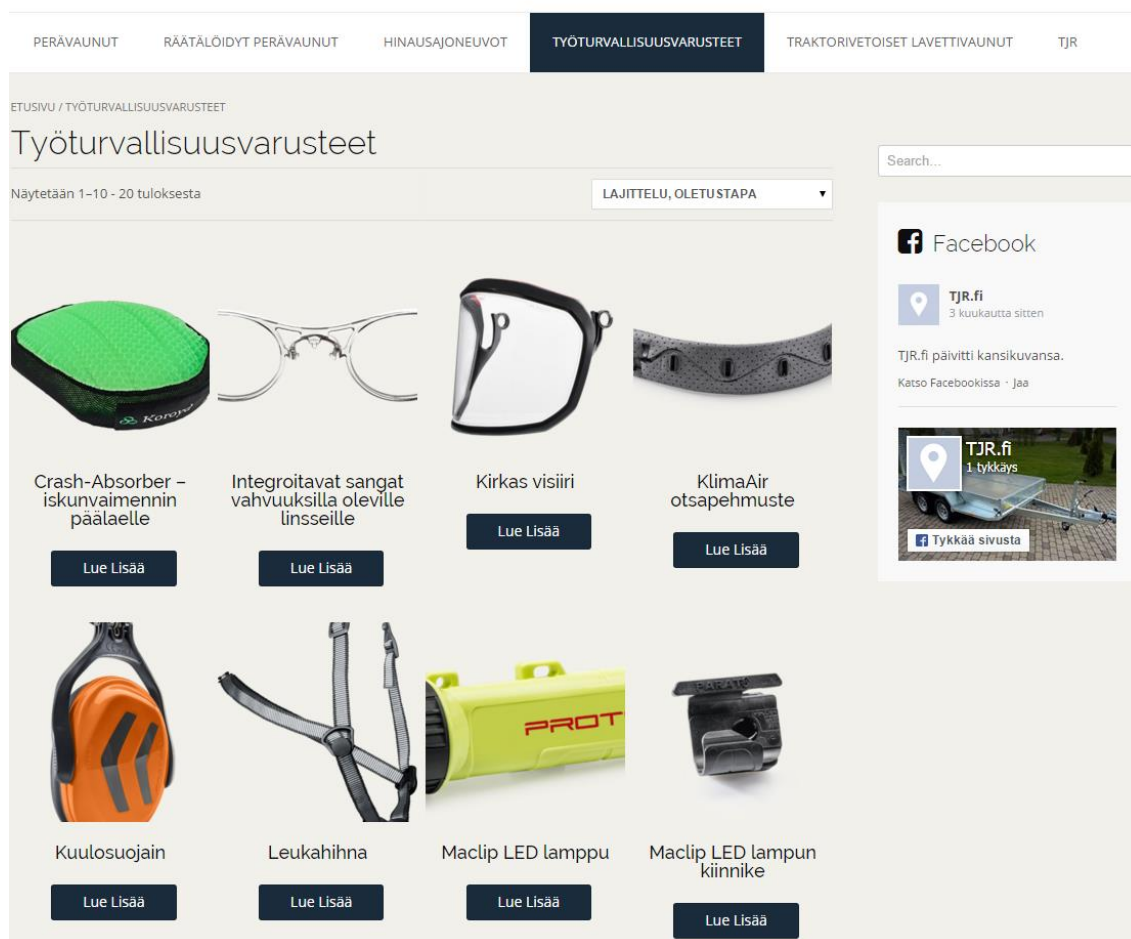 PERÄVAUNUT RÄÄTÄLÖIDYT PERÄVAUNUT HINAUSAJONEUVOT TYÖTURVALLISUUSVARUSTEET TRAKTORIVETOISET LAVETTIVAUNUT TJR
ETUSIVU / TYÖTURVALLISUUSVARUSTEET
Työturvallisuusvarusteet
Näytetään 1–10 - 20 tuloksesta
LAJITTELU, OLETUSTAPA
Search...
Facebook
TJR.fi
3 kuukautta sitten
TJR.fi päivitti kansikuvansa.
Katso Facebookissa · Jaa
TJR.fi
1 tykkäys
Tykkää sivusta
Koroyd
Crash-Absorber –
iskunvaimennin
päälaelle
Lue Lisää
Integroitavat sangat
vahvuuksilla oleville
linsseille
Lue Lisää
Kirkas visiiri
Lue Lisää
KlimaAir
otsapehmuste
Lue Lisää
Kuulosuojain
Lue Lisää
Leukahihna
Lue Lisää
PROT
Maclip LED lamppu
Lue Lisää
PARAT
Maclip LED lampun
kiinnike
Lue Lisää